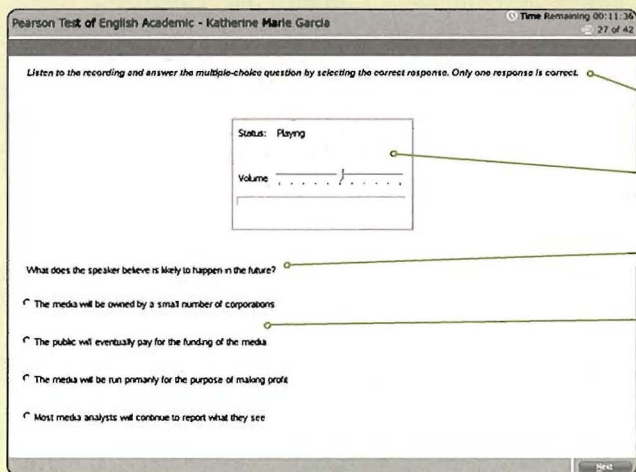 Pearson Test of English Academic - Katherine Marie Garcia
Time Remaining 00:11:36
27 of 42
Listen to the recording and answer the multiple-choice question by selecting the correct response. Only one response is correct.
Status: Playing
Volume
What does the speaker believe is likely to happen in the future?
The media will be owned by a small number of corporations
The public will eventually pay for the funding of the media
The media will be run primarily for the purpose of making profit
Most media analysts will continue to report what they see
Next